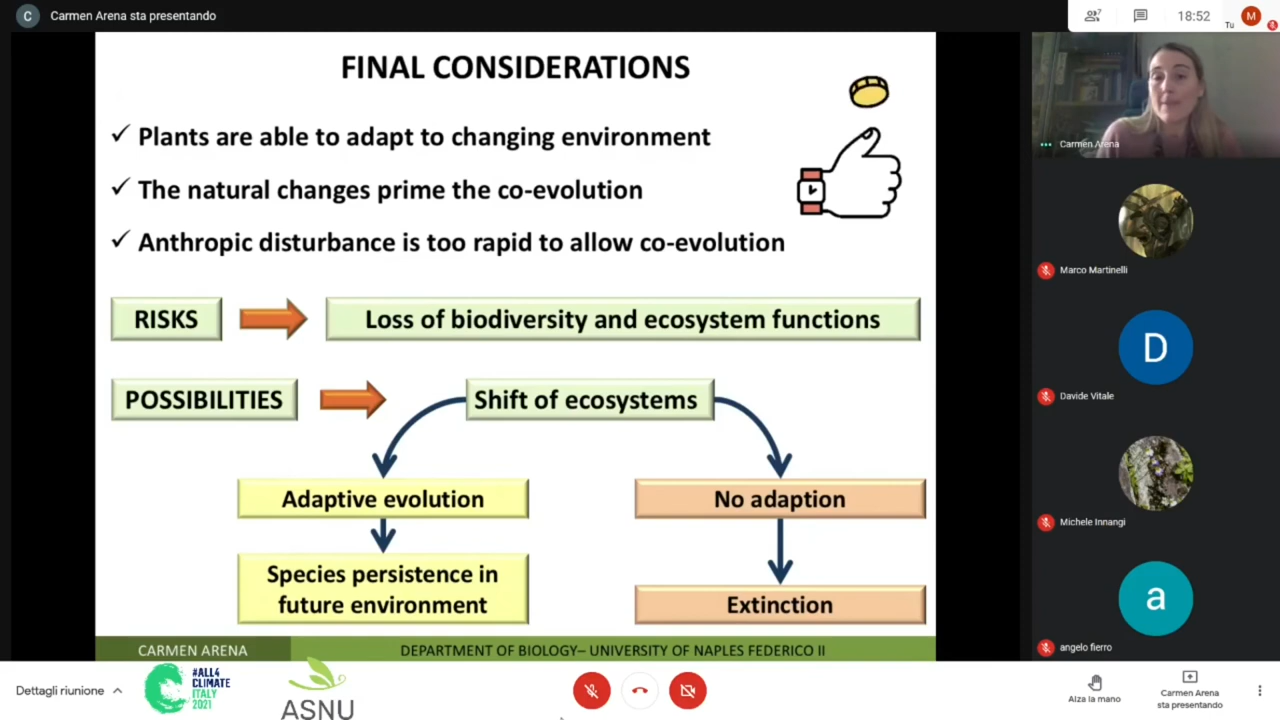 C
Carmen Arena sta presentando
7
18:52
Tu
M
FINAL CONSIDERATIONS
✓ Plants are able to adapt to changing environment
✓ The natural changes prime the co-evolution
✓ Anthropic disturbance is too rapid to allow co-evolution
RISKS
Loss of biodiversity and ecosystem functions
POSSIBILITIES
Shift of ecosystems
Adaptive evolution
No adaption
Species persistence in
future environment
Extinction
CARMEN ARENA
DEPARTMENT OF BIOLOGY– UNIVERSITY OF NAPLES FEDERICO II
Carmen Arena
Marco Martinelli
D
Davide Vitale
Michele Innangi
a
angelo fierro
Dettagli riunione
#ALL4
CLIMATE
ITALY
2021
ASNU
Alza la mano
Carmen Arena
sta presentando